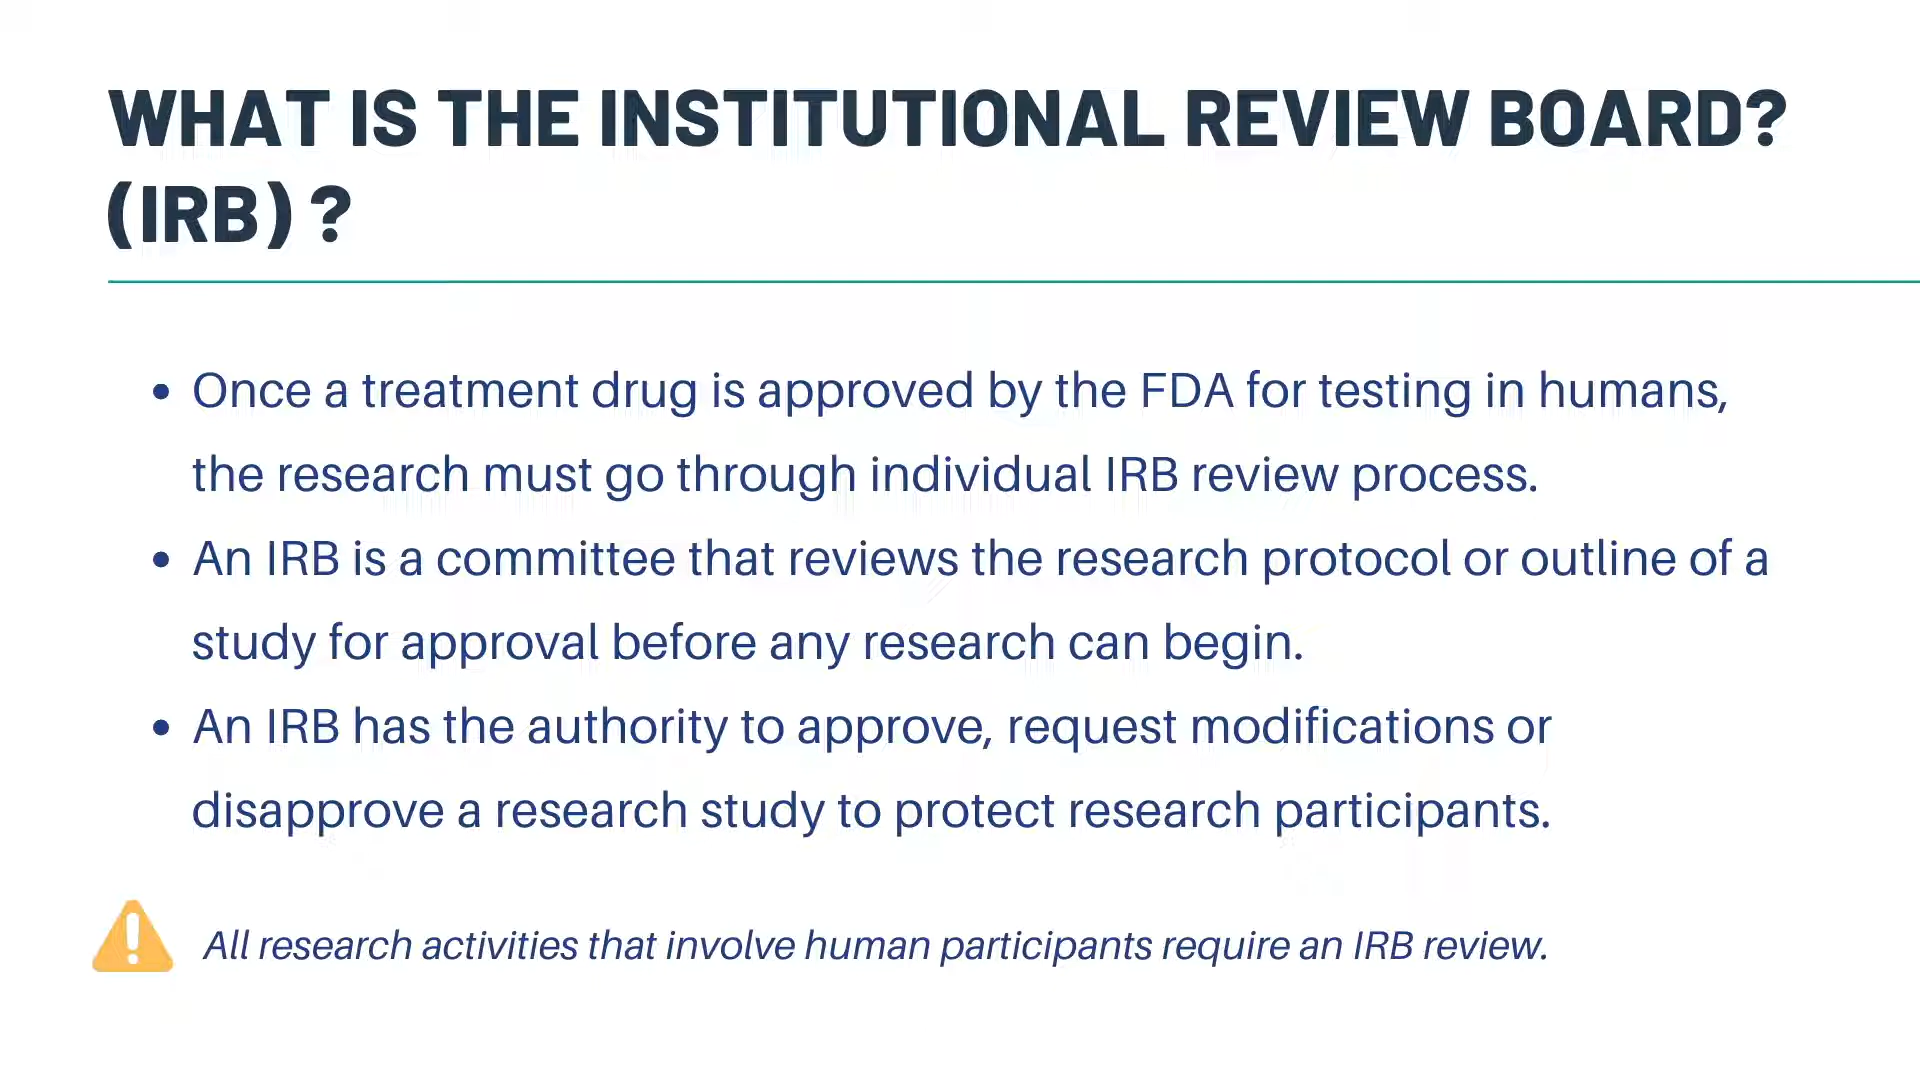 WHAT IS THE INSTITUTIONAL REVIEW BOARD?
(IRB) ?
• Once a treatment drug is approved by the FDA for testing in humans,
the research must go through individual IRB review process.
• An IRB is a committee that reviews the research protocol or outline of a
study for approval before any research can begin.
• An IRB has the authority to approve, request modifications or
disapprove a research study to protect research participants.
All research activities that involve human participants require an IRB review.